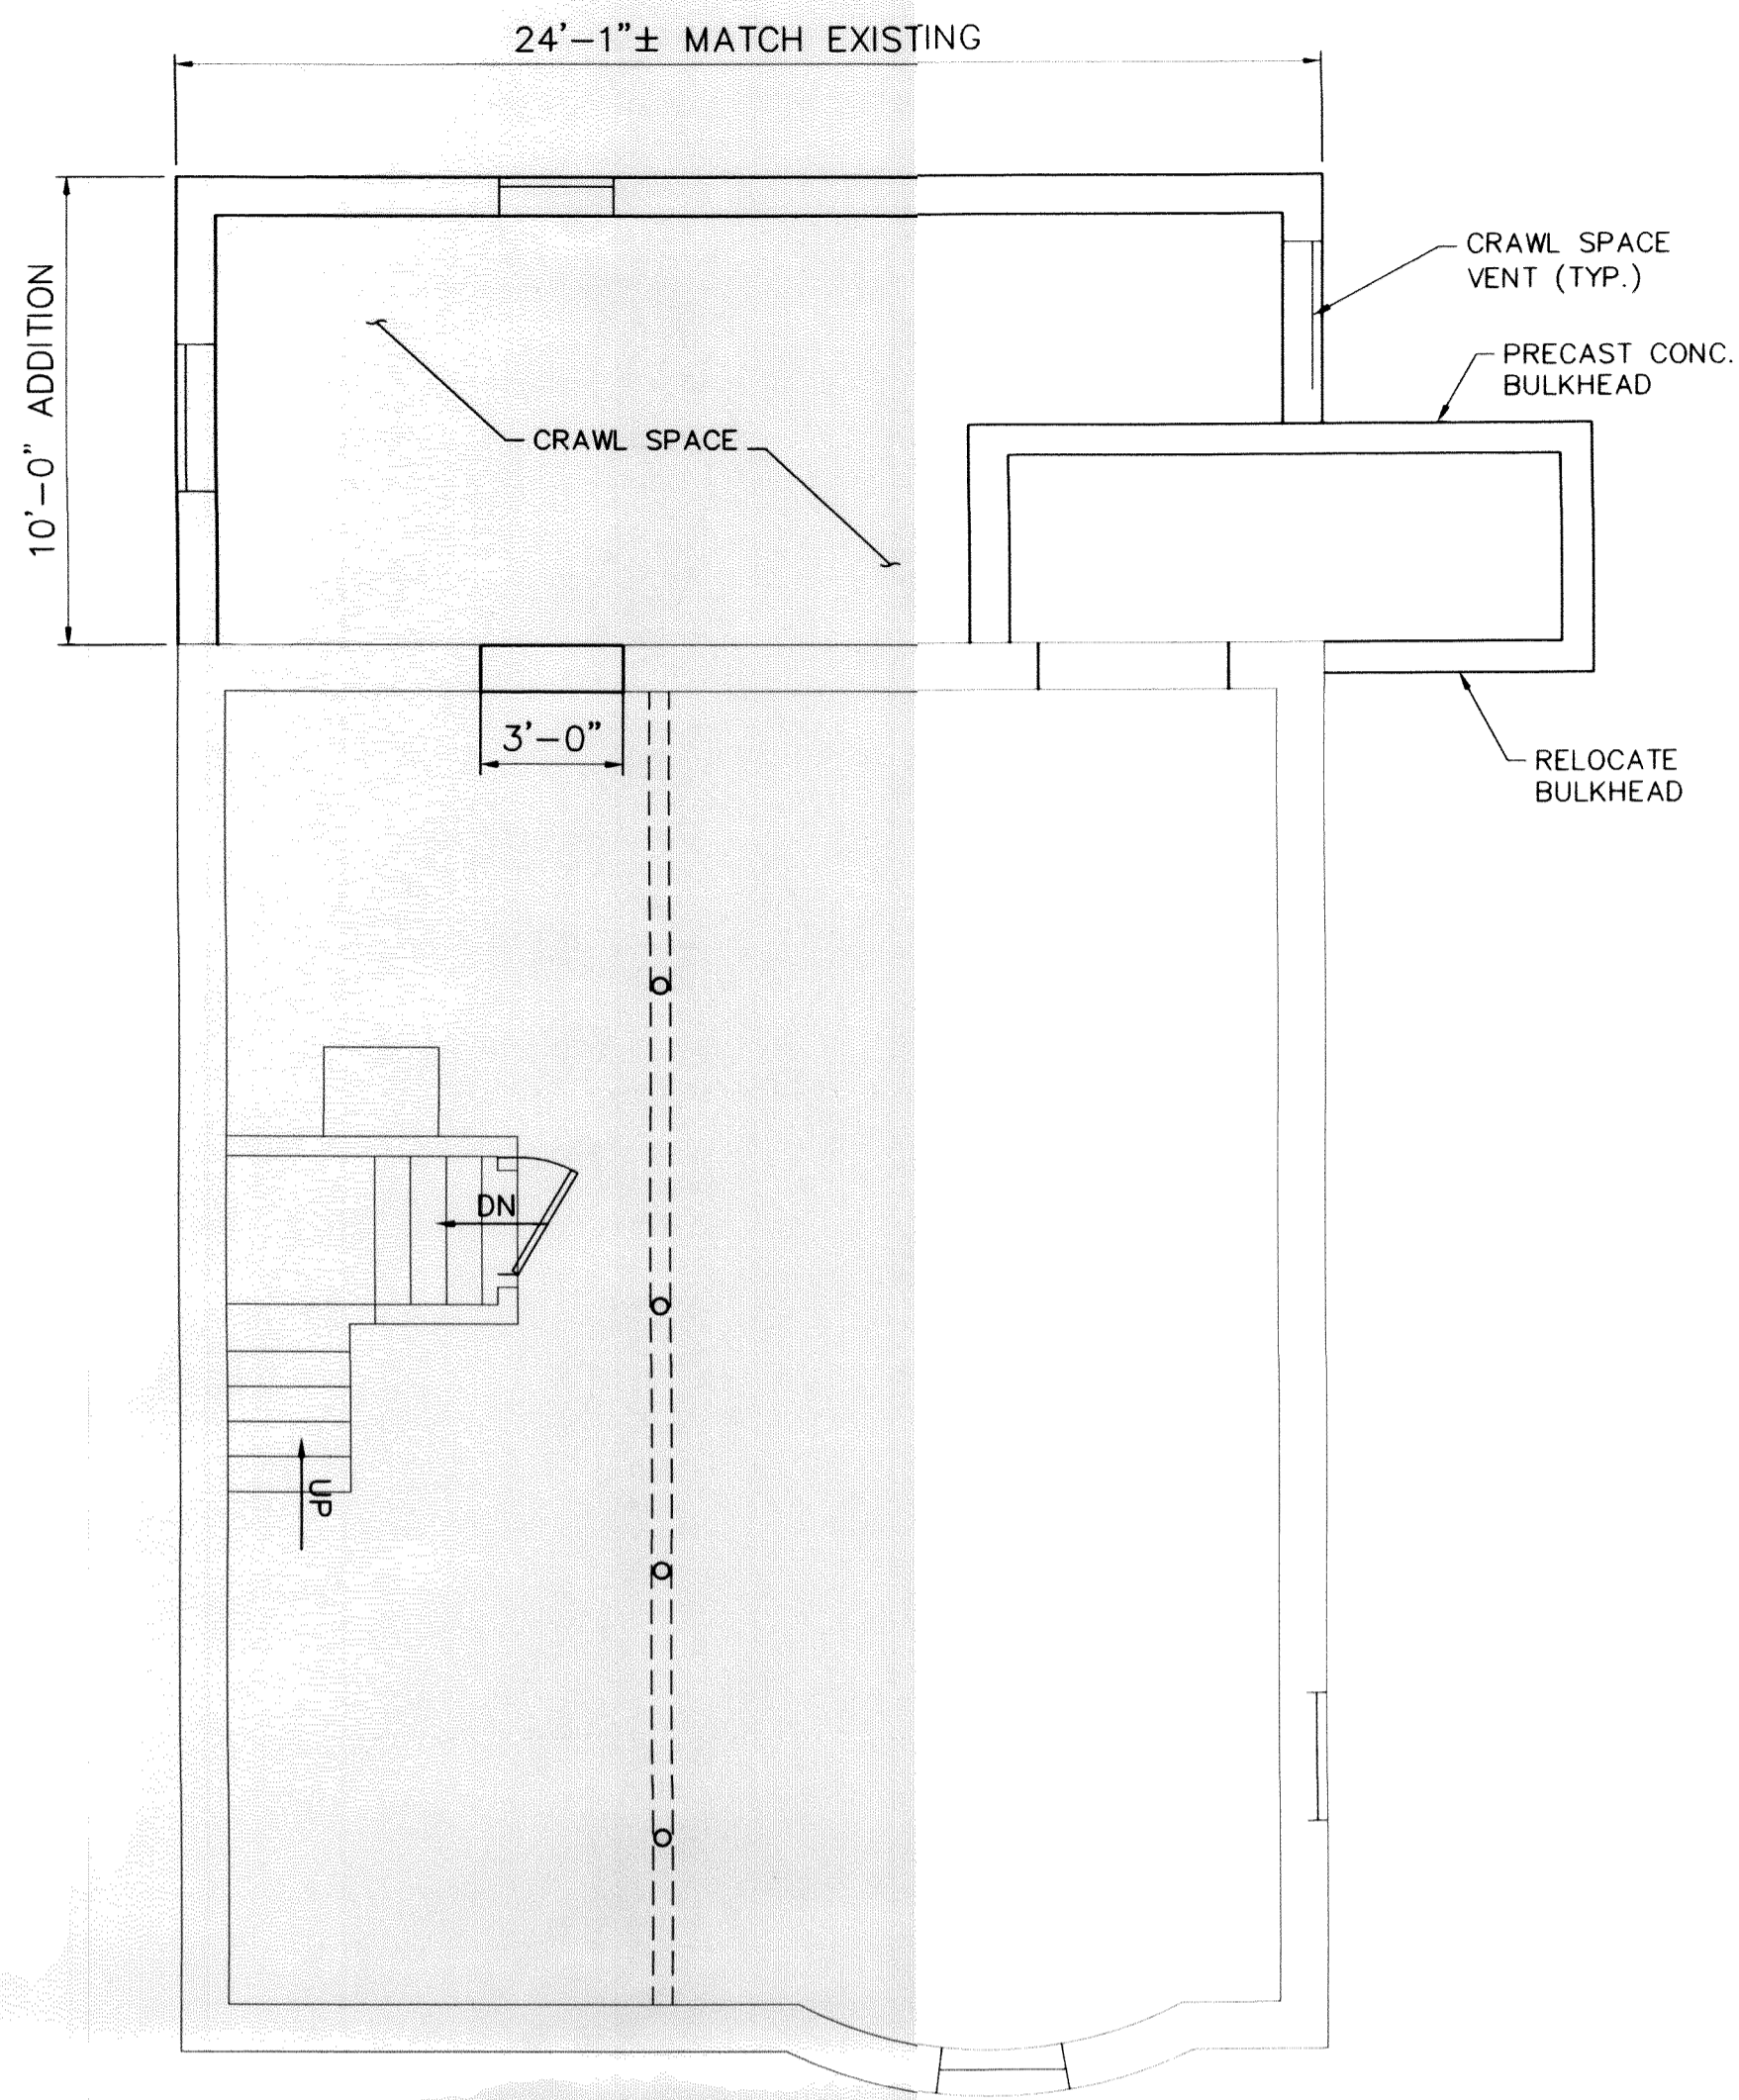 24'-1"± MATCH EXISTING
10'-0" ADDITION
CRAWL SPACE
VENT (TYP.)
PRECAST CONC.
BULKHEAD
CRAWL SPACE
3'-0"
RELOCATE
BULKHEAD
DN
UP